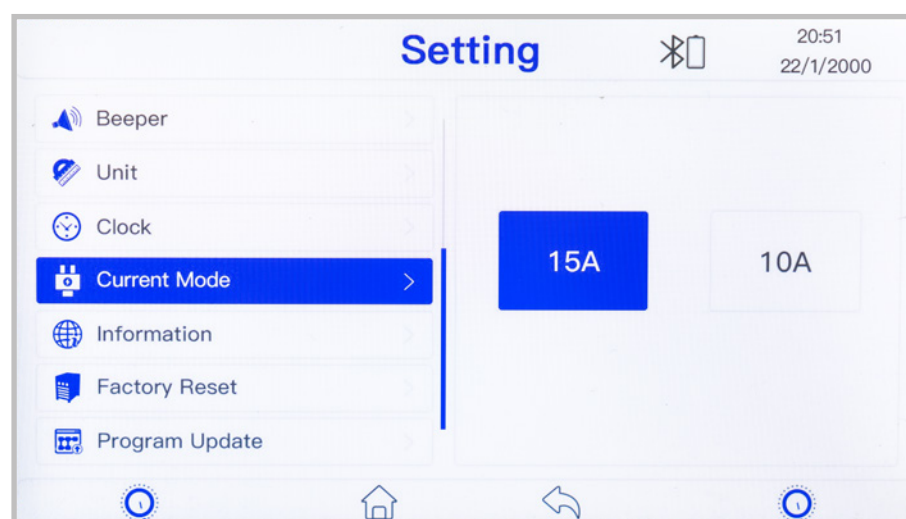 Setting
20:51
22/1/2000
Beeper
Unit
Clock
Current Mode
Information
Factory Reset
Program Update
15A
10A